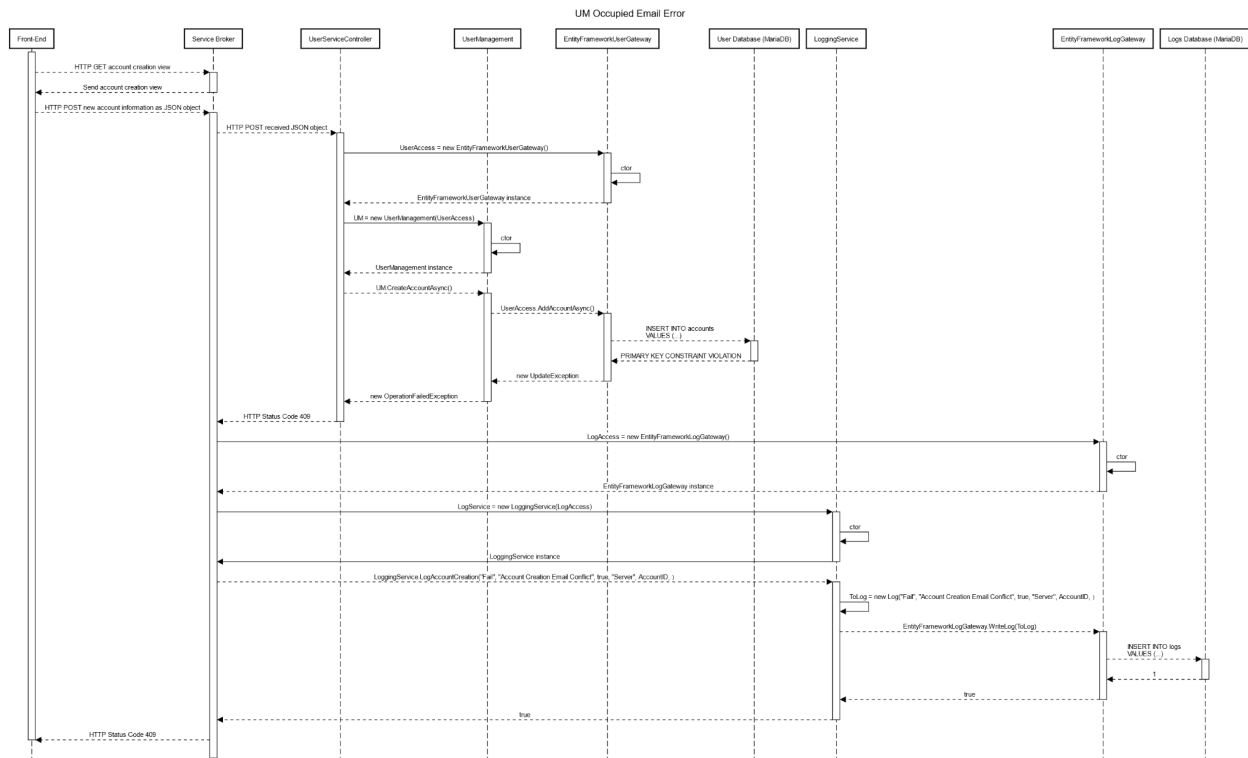 UM Occupied Email Error
Front-End
Service Broker
UserServiceController
UserManagement
EntityFrameworkUserGateway
User Database (MariaDB)
LoggingService
EntityFrameworkLogGateway
Logs Database (MariaDB)
HTTP GET account creation view
Send account creation view
HTTP POST new account information as JSON object
HTTP POST received JSON object
UserAccess = new EntityFrameworkUserGateway()
ctor
EntityFrameworkUserGateway instance
UM = new UserManagement(UserAccess)
ctor
UserManagement instance
UM.CreateAccountAsync()
UserAccess.AddAccountAsync()
INSERT INTO accounts
VALUES (...)
PRIMARY KEY CONSTRAINT VIOLATION
new UpdateException
new OperationFailedException
HTTP Status Code 409
LogAccess = new EntityFrameworkLogGateway()
ctor
EntityFrameworkLogGateway instance
LogService = new LoggingService(LogAccess)
ctor
LoggingService instance
LoggingService.LogAccountCreation("Fail", "Account Creation Email Conflict", true, "Server", AccountID, )
ToLog = new Log("Fail", "Account Creation Email Conflict", true, "Server", AccountID, )
EntityFrameworkLogGateway.WriteLog(ToLog)
INSERT INTO logs
VALUES (...)
1
true
true
HTTP Status Code 409